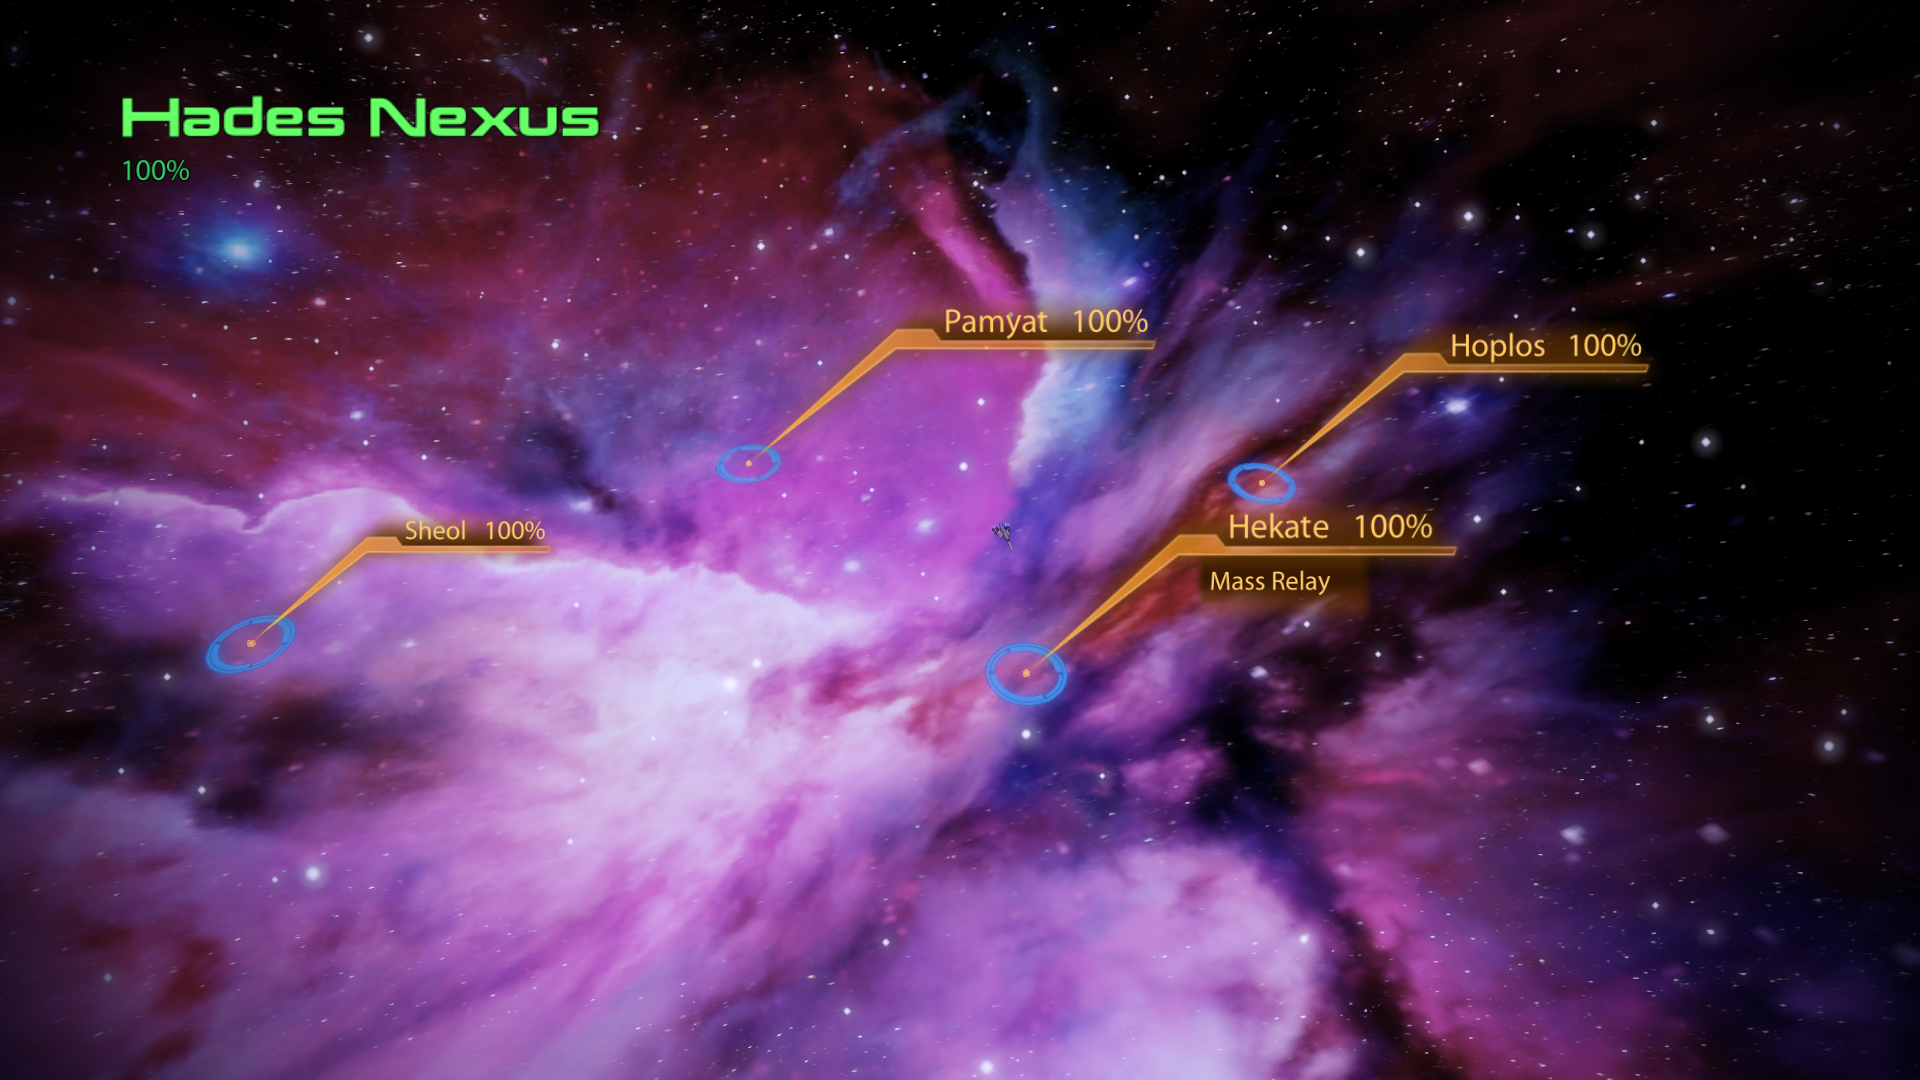 Hades Nexus
100%
Pamyat 100%
Hoplos 100%
Sheol 100%
Hekate 100%
Mass Relay